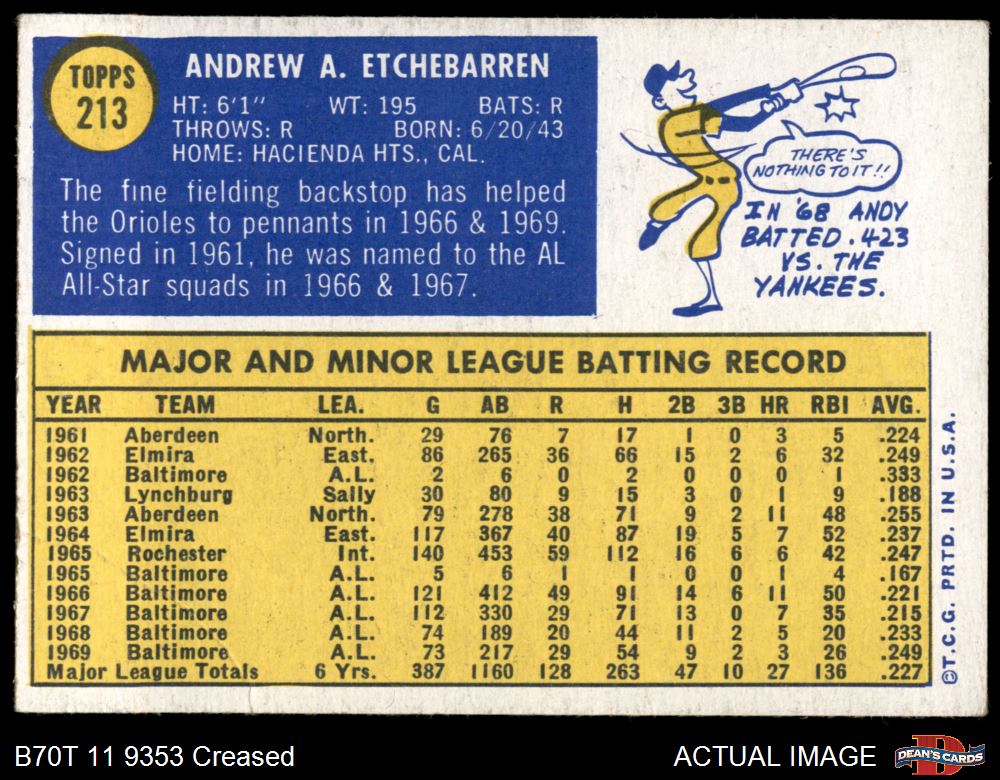 TOPPS
213
ANDREW A. ETCHEBARREN
HT: 6'1" WT: 195 BATS: R
THROWS: R BORN: 6/20/43
HOME: HACIENDA HTS., CAL.
The fine fielding backstop has helped
the Orioles to pennants in 1966 & 1969.
Signed in 1961, he was named to the AL
All-Star squads in 1966 & 1967.
THERE'S
NOTHING TO IT!!
IN '68 ANDY
BATTED .423
VS. THE
YANKEES.
MAJOR AND MINOR LEAGUE BATTING RECORD
YEAR TEAM LEA. G AB R H 2B 3B HR RBI AVG.
1961 Aberdeen North. 29 76 7 17 1 0 3 5 .224
1962 Elmira East. 86 265 36 66 15 2 6 32 .249
1962 Baltimore A.L. 2 6 0 2 0 0 0 1 .333
1963 Lynchburg Sally 30 80 9 15 3 0 1 9 .188
1963 Aberdeen North. 79 278 38 71 9 2 11 48 .255
1964 Elmira East. 117 367 40 87 19 5 7 52 .237
1965 Rochester Int. 140 453 59 112 16 6 6 42 .247
1965 Baltimore A.L. 5 6 1 1 0 0 1 4 .167
1966 Baltimore A.L. 121 412 49 91 14 6 11 50 .221
1967 Baltimore A.L. 112 330 29 71 13 0 7 35 .215
1968 Baltimore A.L. 74 189 20 44 11 2 5 20 .233
1969 Baltimore A.L. 73 217 29 54 9 2 3 26 .249
Major League Totals 6 Yrs. 387 1160 128 263 47 10 27 136 .227
©T.C.G. PRTD. IN U.S.A.
B70T 11 9353 Creased
ACTUAL IMAGE
DEAN'S CARDS